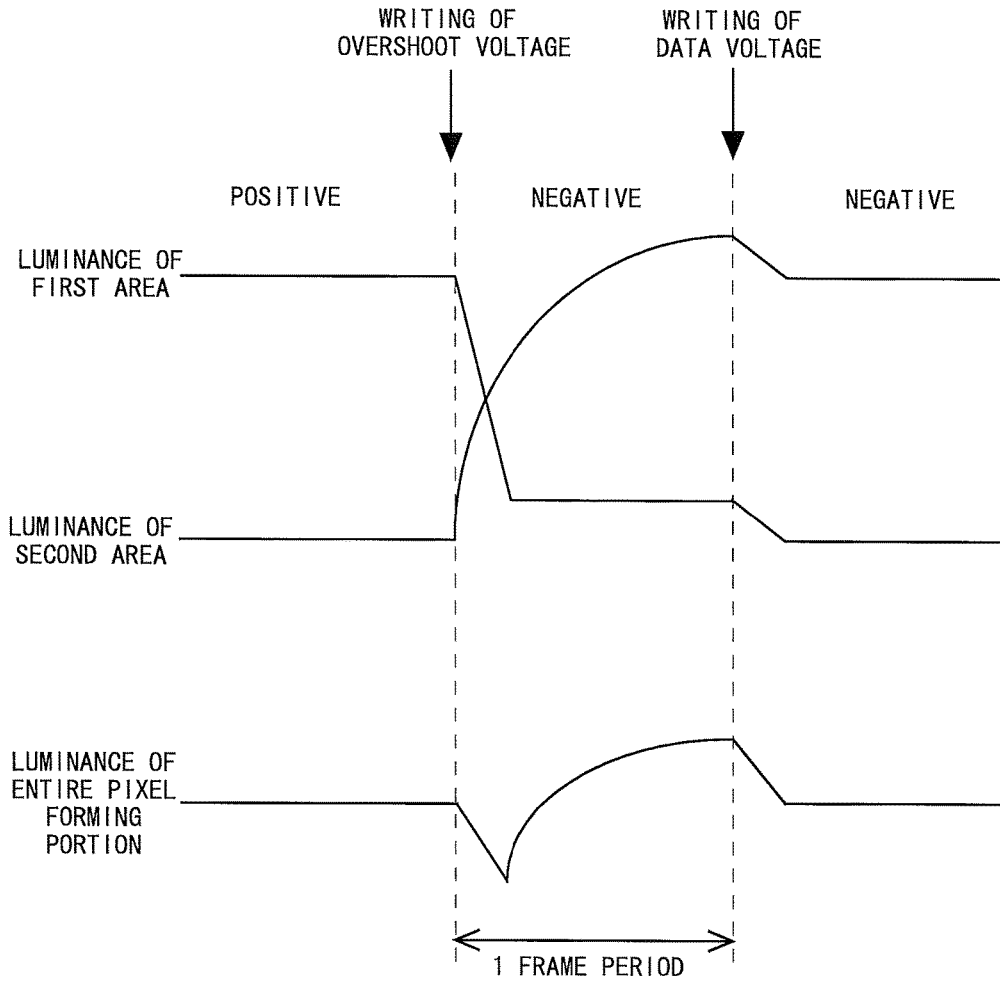 WRITING OF
OVERSHOOT VOLTAGE
WRITING OF
DATA VOLTAGE
POSITIVE
NEGATIVE
NEGATIVE
LUMINANCE OF
FIRST AREA
LUMINANCE OF
SECOND AREA
LUMINANCE OF
ENTIRE PIXEL
FORMING
PORTION
1 FRAME PERIOD